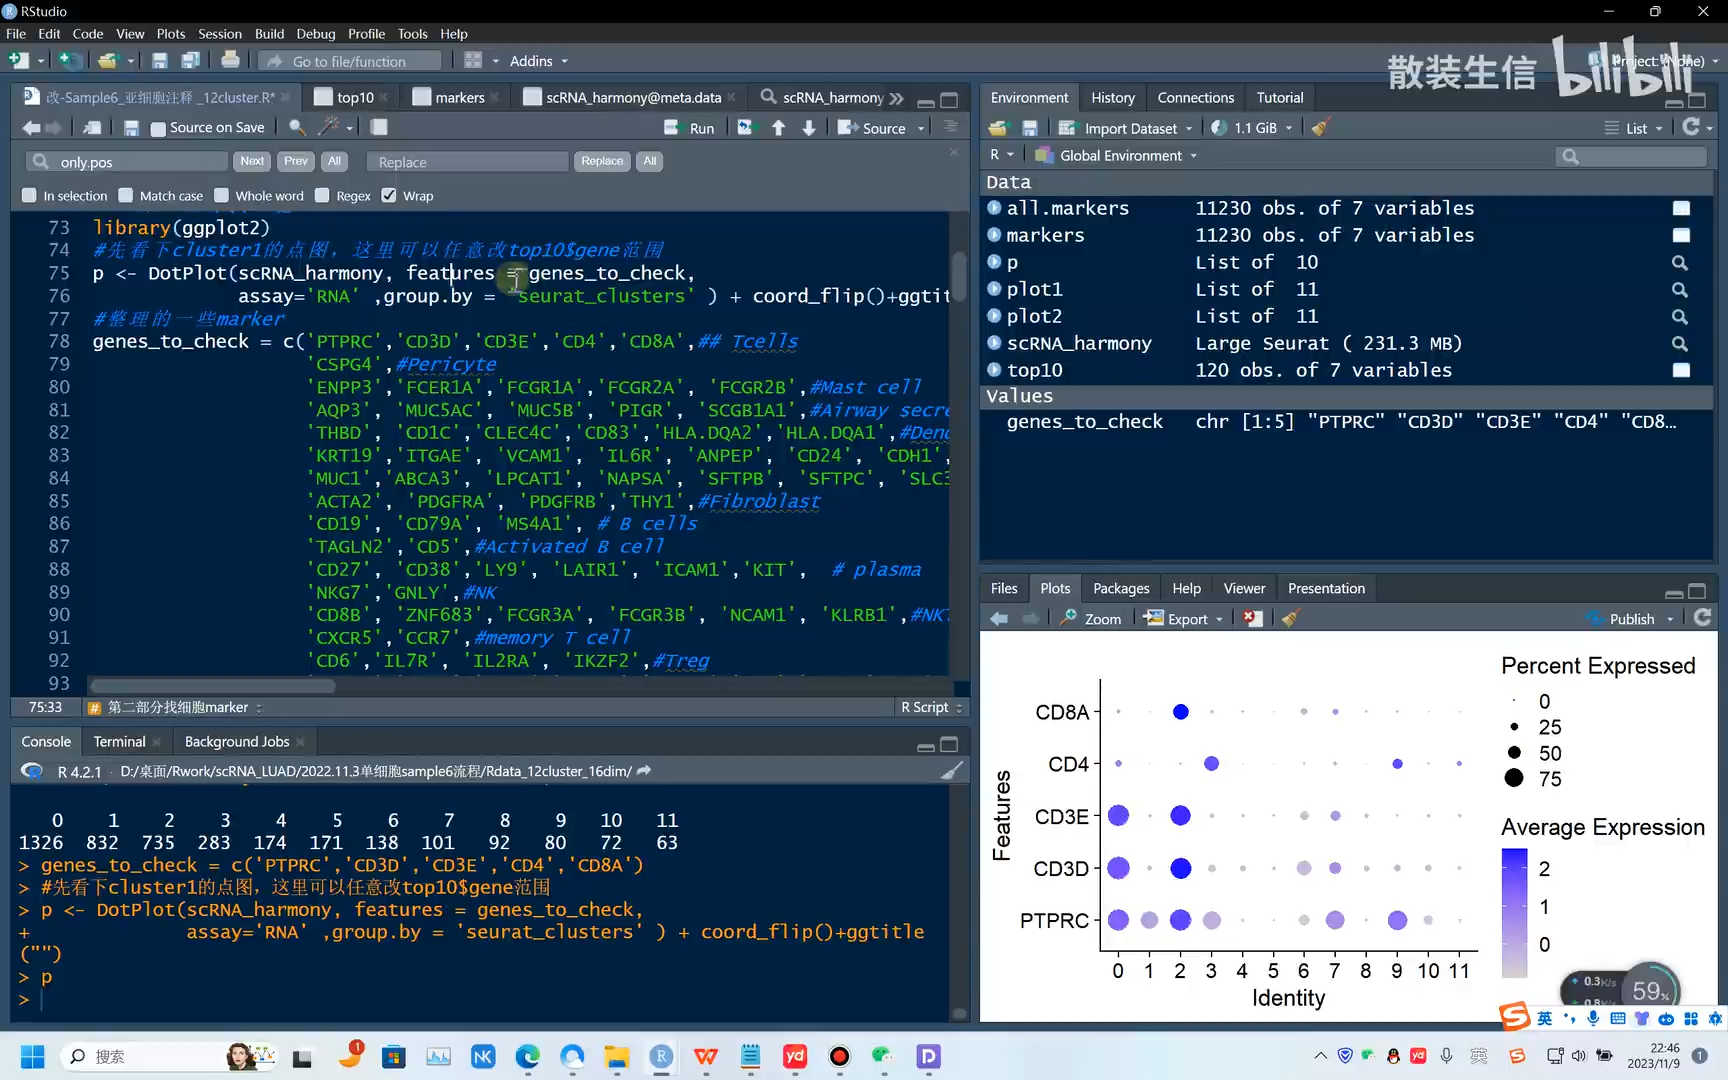 RStudio
File Edit Code View Plots Session Build Debug Profile Tools Help
Go to file/function Addins
散装生信 bilibili
Project: (None)
改-Sample6_亚细胞注释 _12cluster.R* top10 markers scRNA_harmony@meta.data scRNA_harmony
Source on Save Run Source
only.pos Next Prev All Replace Replace All
In selection Match case Whole word Regex Wrap
73 library(ggplot2)
74 #先看下cluster1的点图，这里可以任意改top10$gene范围
75 p <- DotPlot(scRNA_harmony, features = genes_to_check,
76 assay='RNA' ,group.by = 'seurat_clusters' ) + coord_flip()+ggtit
77 #整理的一些marker
78 genes_to_check = c('PTPRC','CD3D','CD3E','CD4','CD8A',## Tcells
79 'CSPG4',#Pericyte
80 'ENPP3','FCER1A','FCGR1A','FCGR2A', 'FCGR2B',#Mast cell
81 'AQP3', 'MUC5AC', 'MUC5B', 'PIGR', 'SCGB1A1',#Airway secre
82 'THBD', 'CD1C','CLEC4C','CD83','HLA.DQA2','HLA.DQA1',#Dend
83 'KRT19','ITGAE', 'VCAM1', 'IL6R', 'ANPEP', 'CD24', 'CDH1',
84 'MUC1','ABCA3', 'LPCAT1', 'NAPSA', 'SFTPB', 'SFTPC', 'SLC3
85 'ACTA2', 'PDGFRA', 'PDGFRB','THY1',#Fibroblast
86 'CD19', 'CD79A', 'MS4A1', # B cells
87 'TAGLN2','CD5',#Activated B cell
88 'CD27', 'CD38','LY9', 'LAIR1', 'ICAM1','KIT', # plasma
89 'NKG7','GNLY',#NK
90 'CD8B', 'ZNF683','FCGR3A', 'FCGR3B', 'NCAM1', 'KLRB1',#NKT
91 'CXCR5','CCR7',#memory T cell
92 'CD6','IL7R', 'IL2RA', 'IKZF2',#Treg
93
75:33 # 第二部分找细胞marker R Script
Console Terminal Background Jobs
R 4.2.1 D:/桌面/Rwork/scRNA_LUAD/2022.11.3单细胞sample6流程/Rdata_12cluster_16dim/
0 1 2 3 4 5 6 7 8 9 10 11
1326 832 735 283 174 171 138 101 92 80 72 63
> genes_to_check = c('PTPRC','CD3D','CD3E','CD4','CD8A')
> #先看下cluster1的点图，这里可以任意改top10$gene范围
> p <- DotPlot(scRNA_harmony, features = genes_to_check,
+ assay='RNA' ,group.by = 'seurat_clusters' ) + coord_flip()+ggtitle
("")
> p
>
Environment History Connections Tutorial
Import Dataset 1.1 GiB List
R Global Environment
Data
all.markers 11230 obs. of 7 variables
markers 11230 obs. of 7 variables
p List of 10
plot1 List of 11
plot2 List of 11
scRNA_harmony Large Seurat ( 231.3 MB)
top10 120 obs. of 7 variables
Values
genes_to_check chr [1:5] "PTPRC" "CD3D" "CD3E" "CD4" "CD8…
Files Plots Packages Help Viewer Presentation
Zoom Export Publish
Features
CD8A
CD4
CD3E
CD3D
PTPRC
0 1 2 3 4 5 6 7 8 9 10 11
Identity
Percent Expressed
0
25
50
75
Average Expression
2
1
0
0.3K/s
0.8K/s
59%
英
搜索
1
NK
yd
英
22:46
2023/11/9
1